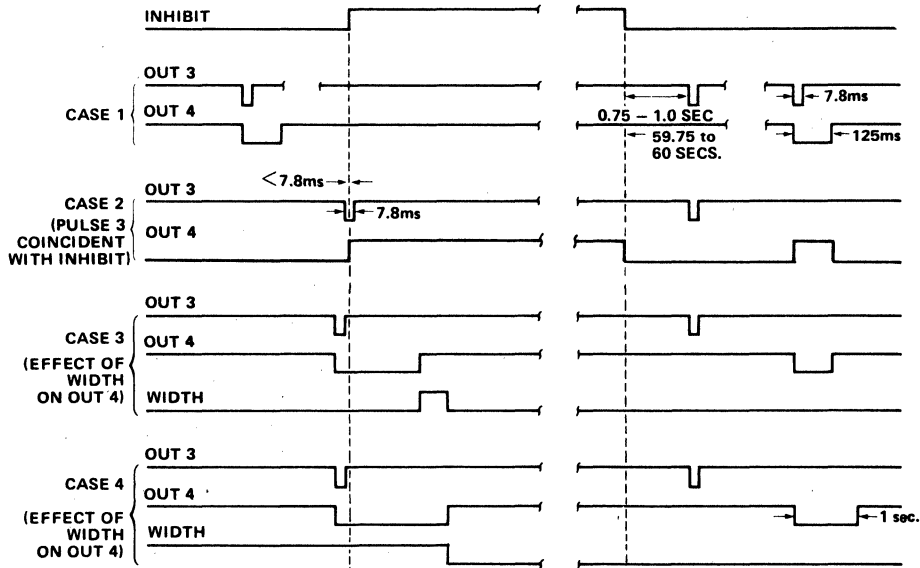 INHIBIT
OUT 3
CASE 1
OUT 4
7.8ms
0.75 – 1.0 SEC
59.75 to
60 SECS.
125ms
<7.8ms
OUT 3
CASE 2
(PULSE 3
COINCIDENT
WITH INHIBIT)
7.8ms
OUT 4
OUT 3
CASE 3
OUT 4
(EFFECT OF
WIDTH
ON OUT 4)
WIDTH
OUT 3
CASE 4
OUT 4
(EFFECT OF
WIDTH
ON OUT 4)
WIDTH
1 sec.